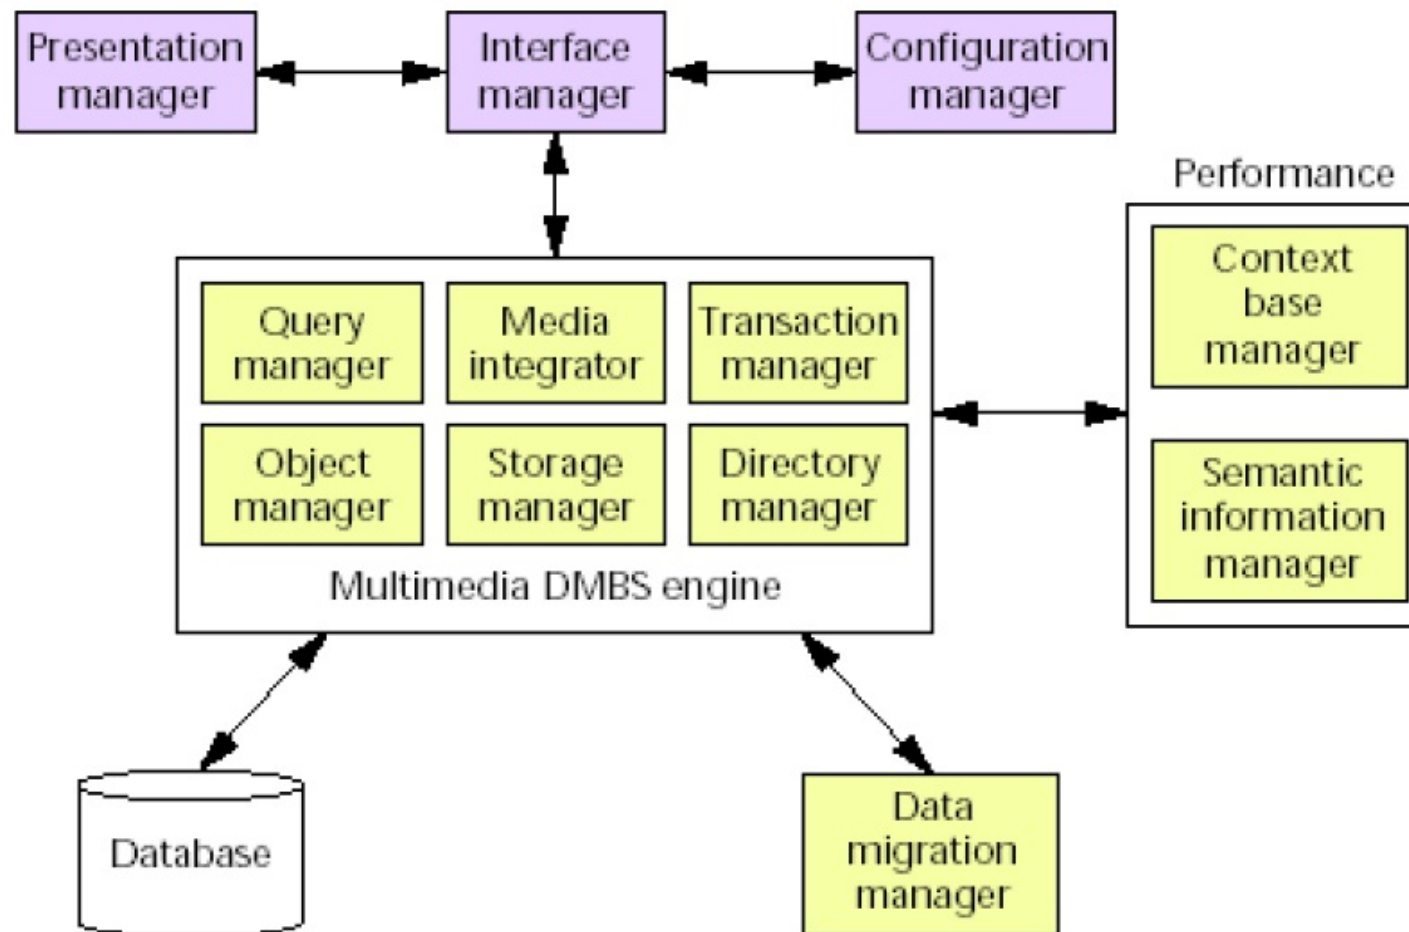 Presentation
manager
Interface
manager
Configuration
manager
Performance
Context
base
manager
Semantic
information
manager
Query
manager
Media
integrator
Transaction
manager
Object
manager
Storage
manager
Directory
manager
Multimedia DMBS engine
Database
Data
migration
manager